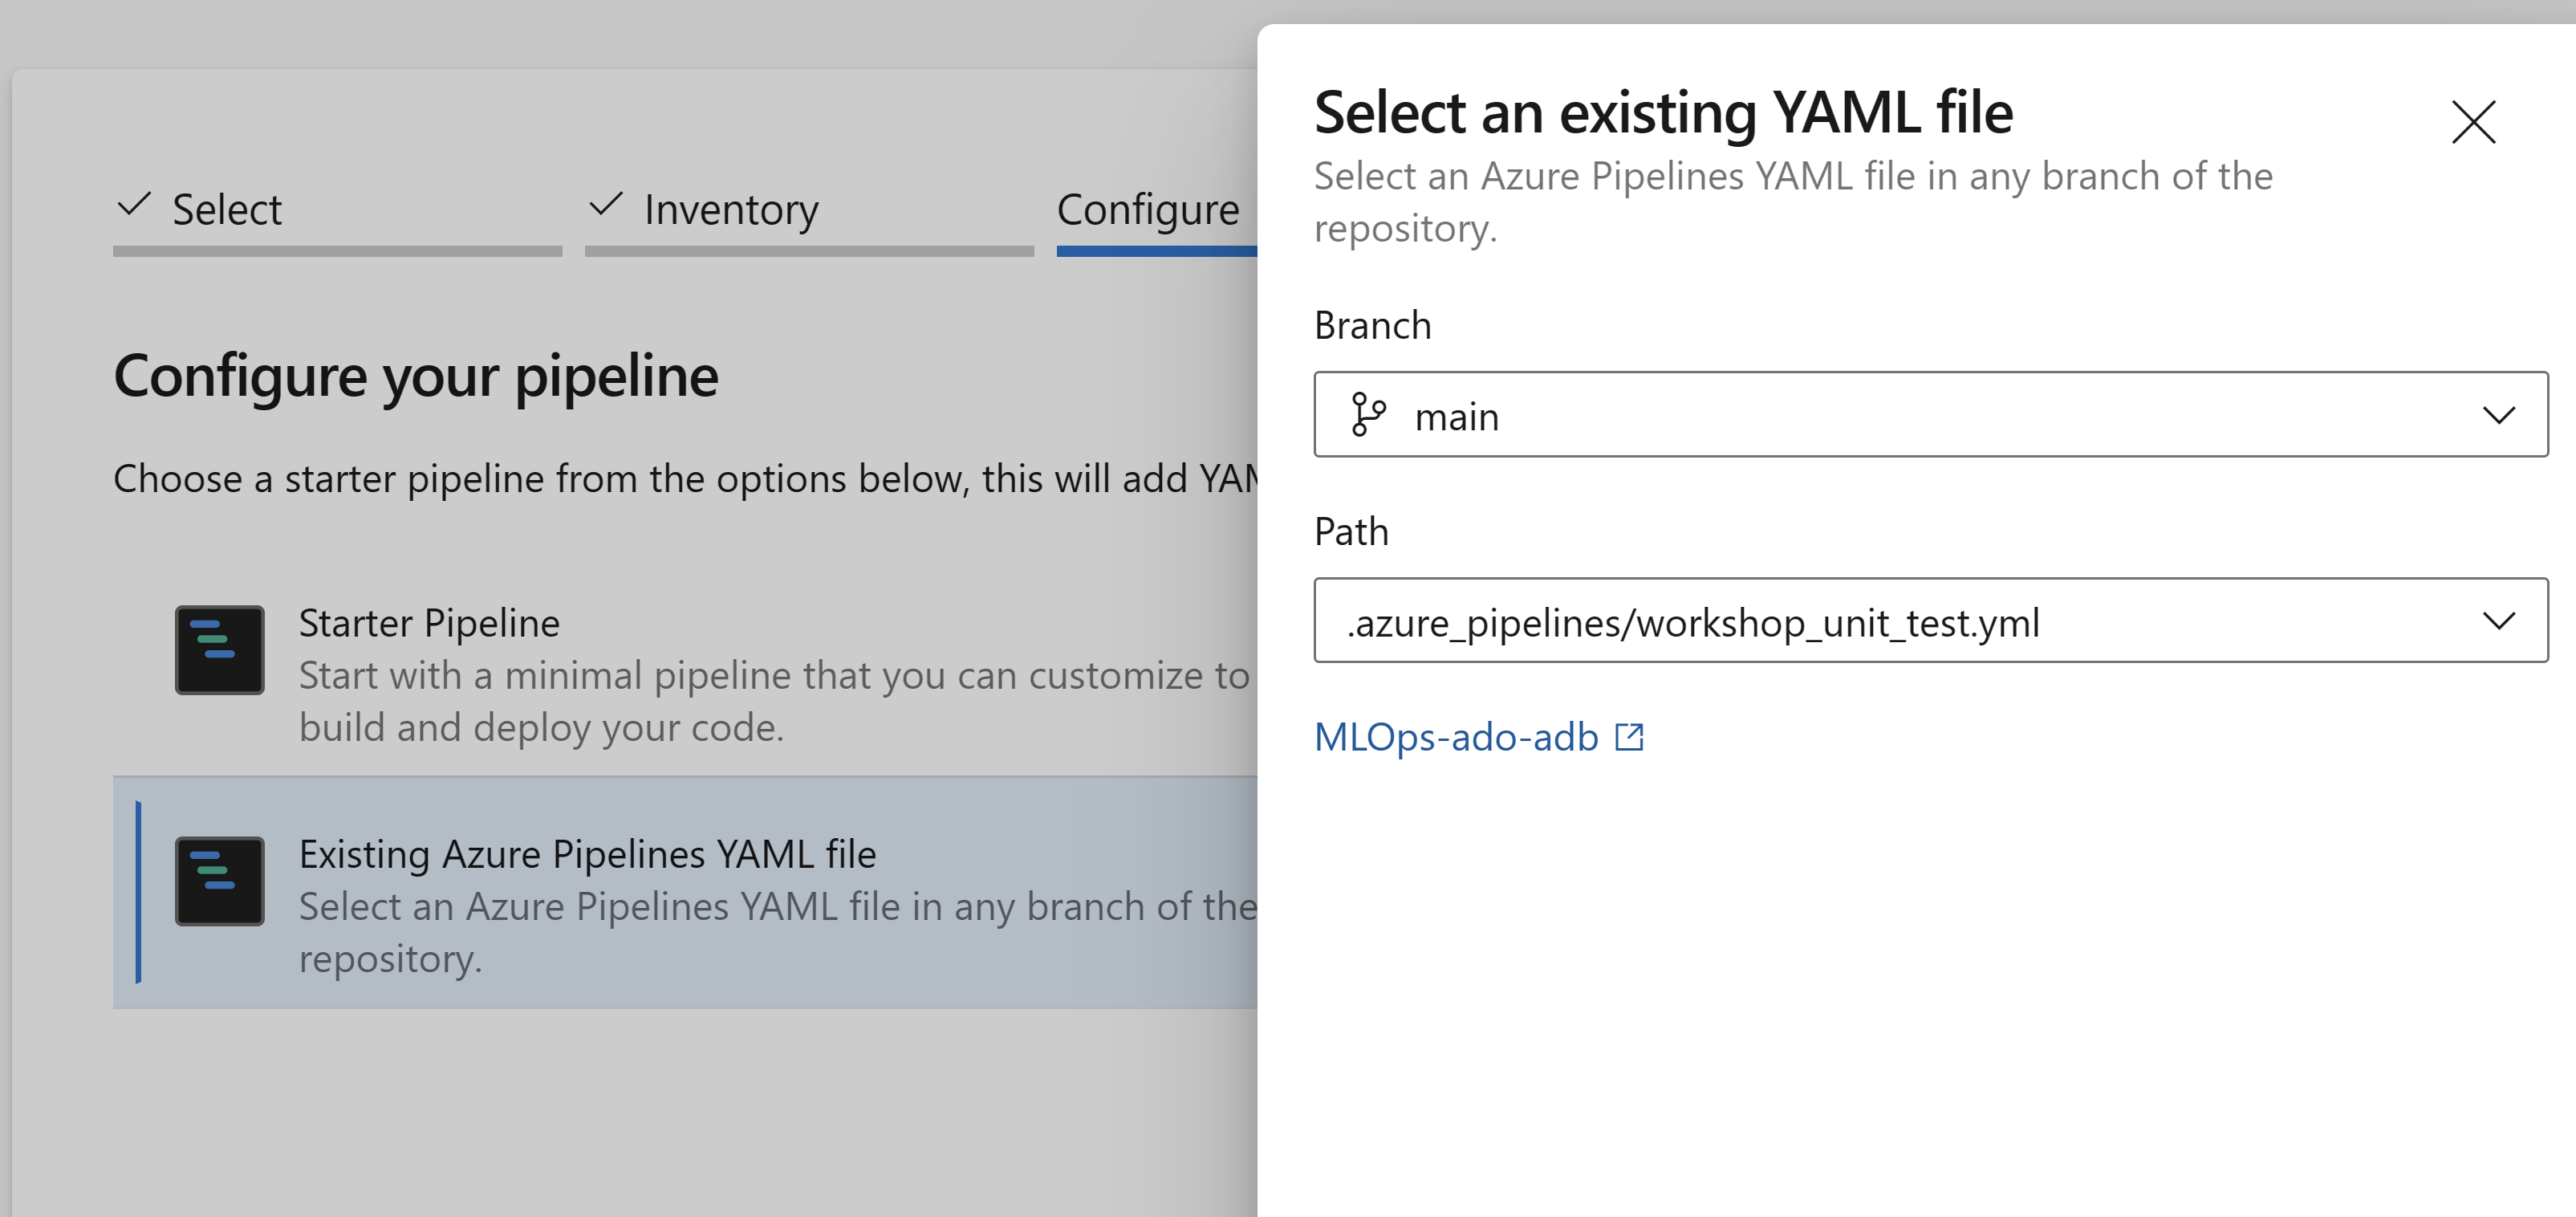 Select
Inventory
Configure
Configure your pipeline
Choose a starter pipeline from the options below, this will add YAM
Starter Pipeline
Start with a minimal pipeline that you can customize to
build and deploy your code.
Existing Azure Pipelines YAML file
Select an Azure Pipelines YAML file in any branch of the
repository.
Select an existing YAML file
Select an Azure Pipelines YAML file in any branch of the
repository.
Branch
main
Path
.azure_pipelines/workshop_unit_test.yml
MLOps-ado-adb